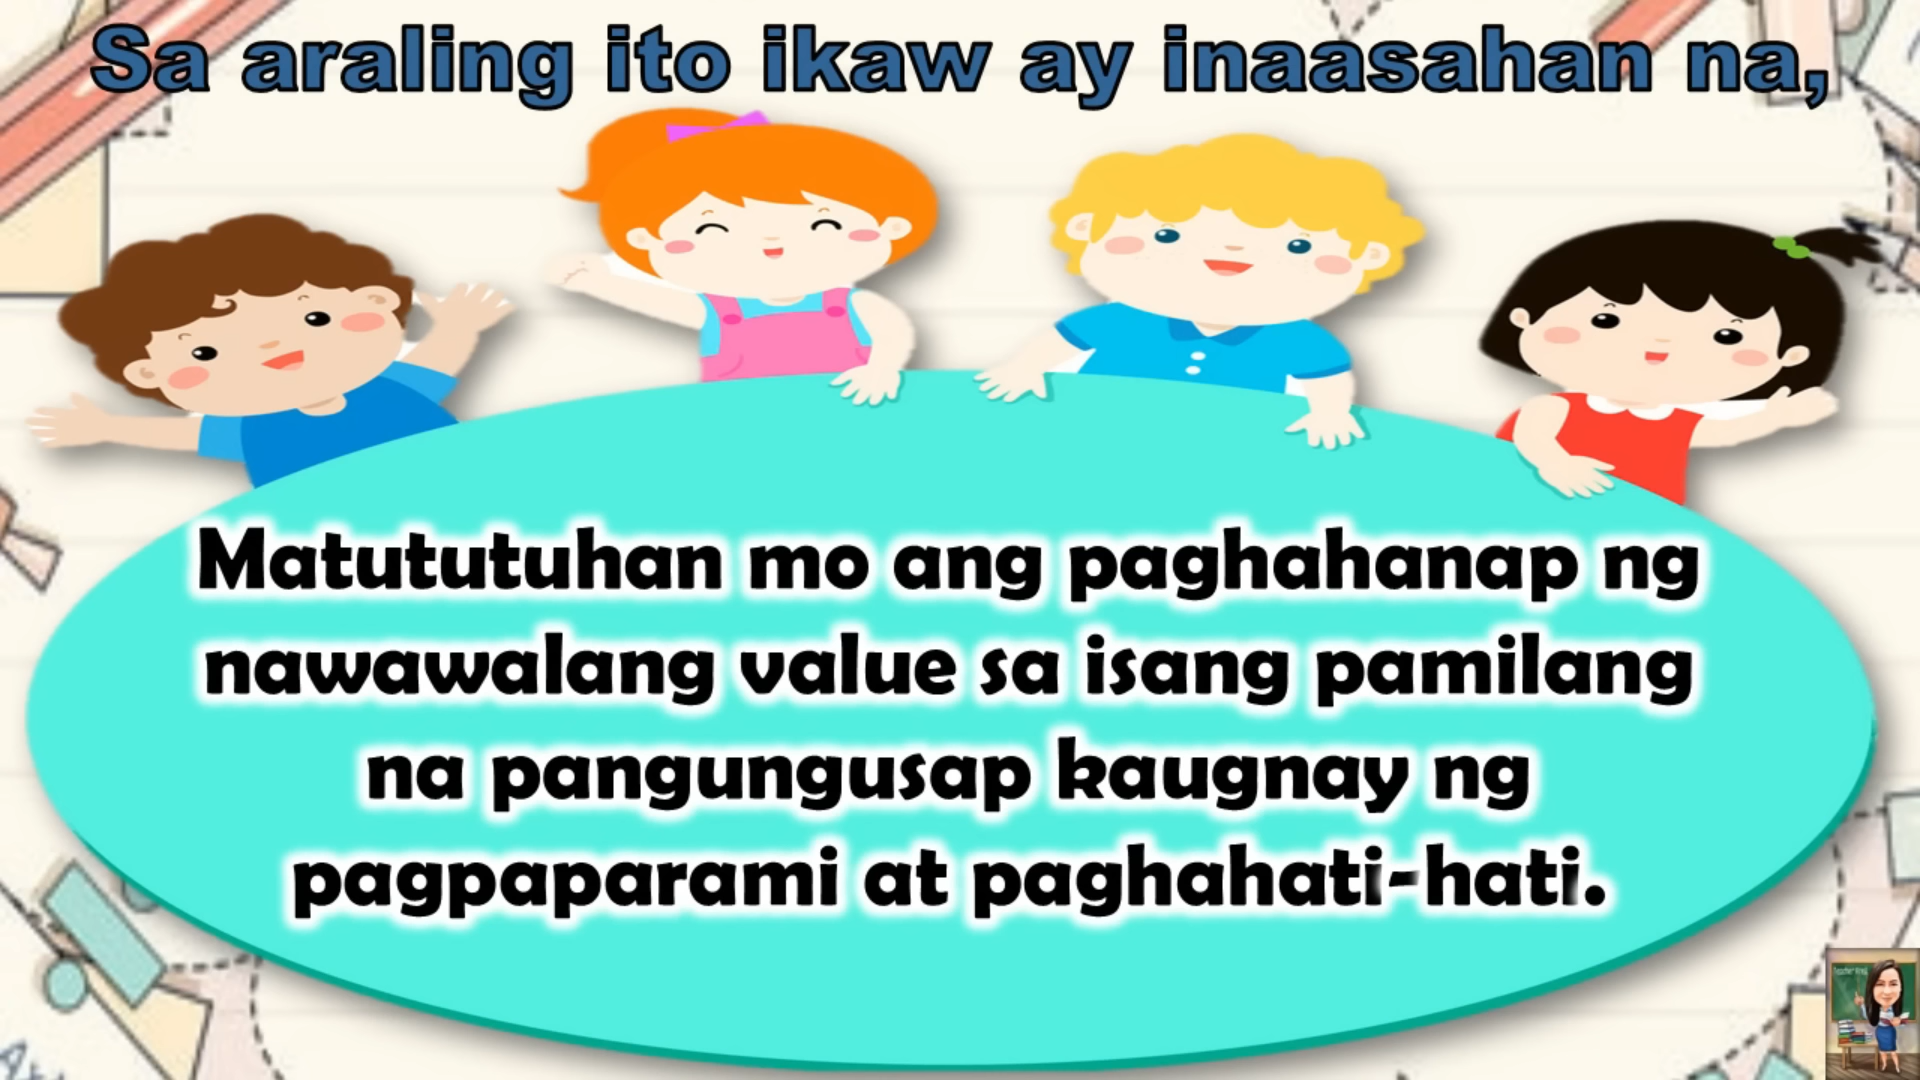 Sa araling ito ikaw ay inaasahan na,
Matututuhan mo ang paghahanap ng
nawawalang value sa isang pamilang
na pangungusap kaugnay ng
pagpaparami at paghahati-hati.